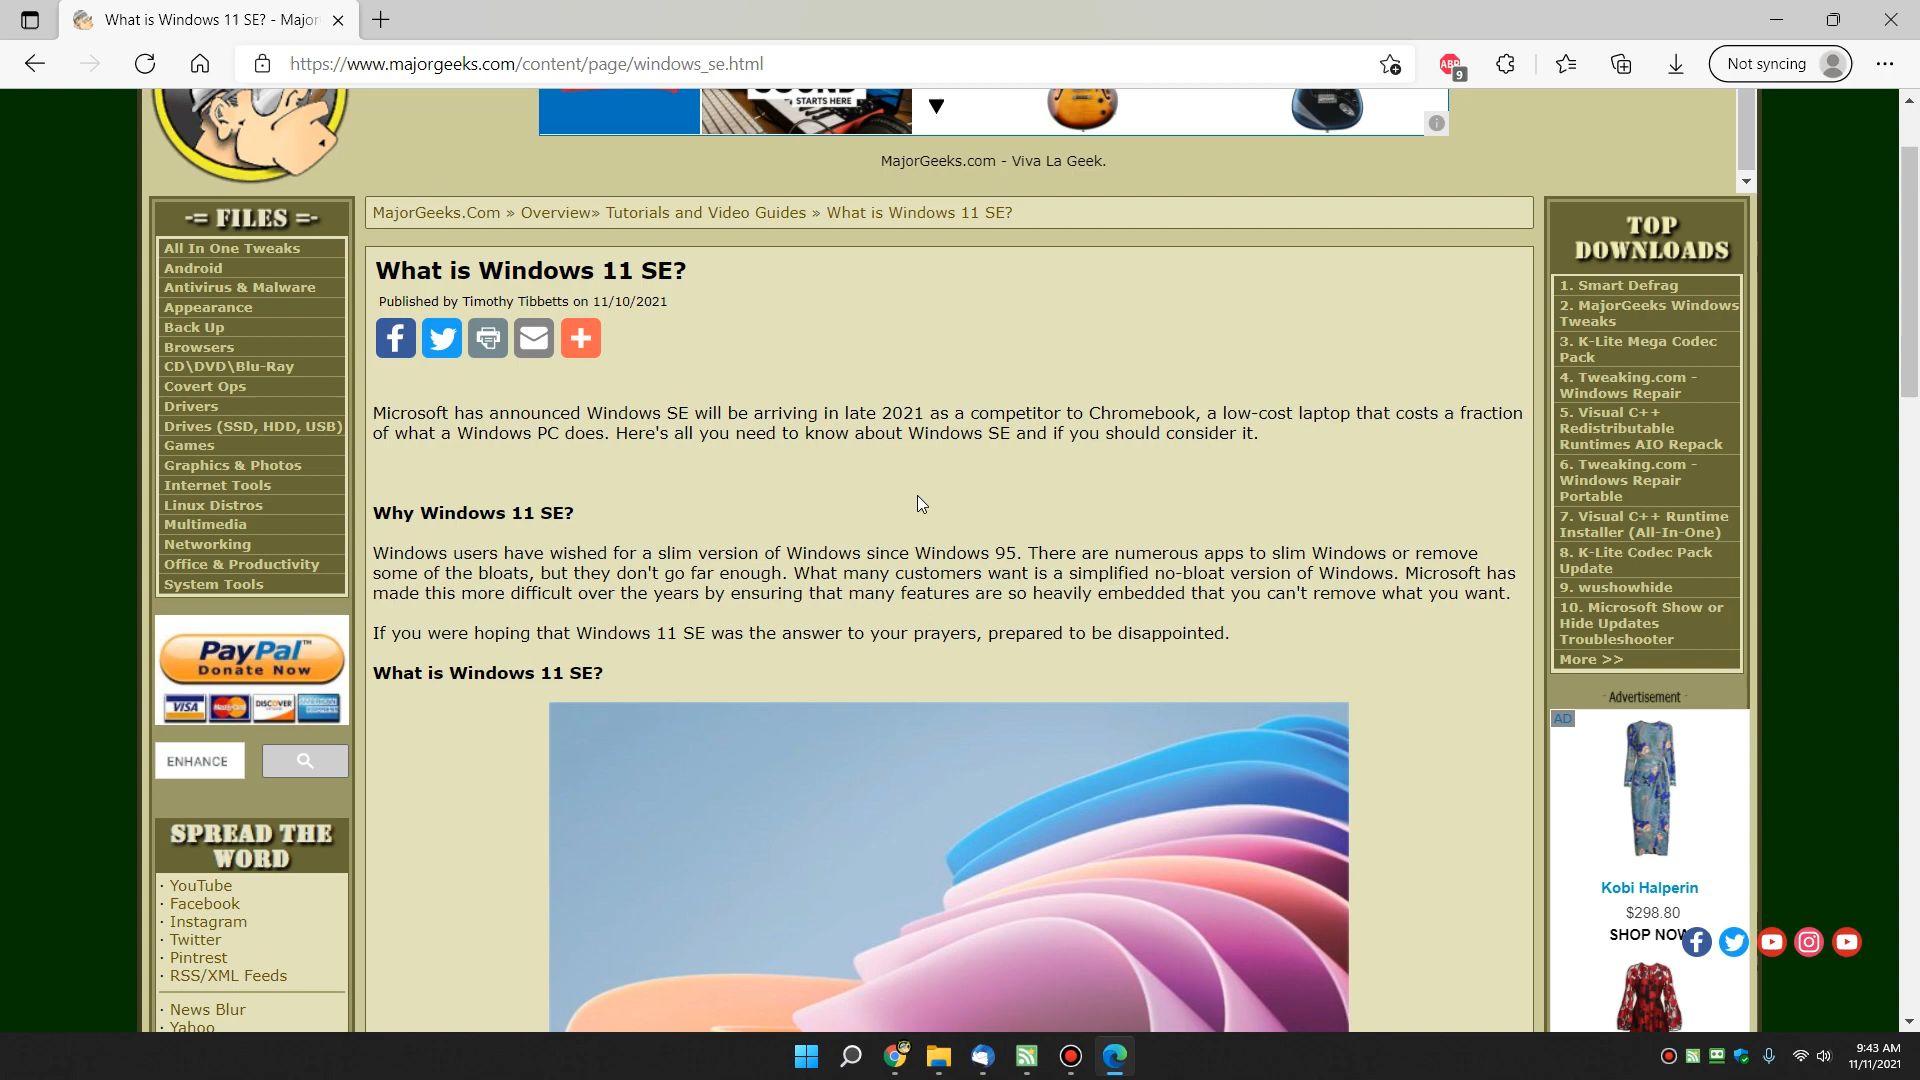 What is Windows 11 SE? - Major
https://www.majorgeeks.com/content/page/windows_se.html
ABP
9
Not syncing
STARTS HERE
MajorGeeks.com - Viva La Geek.
-= FILES =-
All In One Tweaks
Android
Antivirus & Malware
Appearance
Back Up
Browsers
CD\DVD\Blu-Ray
Covert Ops
Drivers
Drives (SSD, HDD, USB)
Games
Graphics & Photos
Internet Tools
Linux Distros
Multimedia
Networking
Office & Productivity
System Tools
PayPal™
Donate Now
VISA
MasterCard
DISCOVER
AMERICAN EXPRESS
ENHANCE
SPREAD THE
WORD
· YouTube
· Facebook
· Instagram
· Twitter
· Pintrest
· RSS/XML Feeds
· News Blur
· Yahoo
MajorGeeks.Com » Overview» Tutorials and Video Guides » What is Windows 11 SE?
What is Windows 11 SE?
Published by Timothy Tibbetts on 11/10/2021
Microsoft has announced Windows SE will be arriving in late 2021 as a competitor to Chromebook, a low-cost laptop that costs a fraction
of what a Windows PC does. Here's all you need to know about Windows SE and if you should consider it.
Why Windows 11 SE?
Windows users have wished for a slim version of Windows since Windows 95. There are numerous apps to slim Windows or remove
some of the bloats, but they don't go far enough. What many customers want is a simplified no-bloat version of Windows. Microsoft has
made this more difficult over the years by ensuring that many features are so heavily embedded that you can't remove what you want.
If you were hoping that Windows 11 SE was the answer to your prayers, prepared to be disappointed.
What is Windows 11 SE?
TOP
DOWNLOADS
1. Smart Defrag
2. MajorGeeks Windows
Tweaks
3. K-Lite Mega Codec
Pack
4. Tweaking.com -
Windows Repair
5. Visual C++
Redistributable
Runtimes AIO Repack
6. Tweaking.com -
Windows Repair
Portable
7. Visual C++ Runtime
Installer (All-In-One)
8. K-Lite Codec Pack
Update
9. wushowhide
10. Microsoft Show or
Hide Updates
Troubleshooter
More >>
- Advertisement -
AD
Kobi Halperin
$298.80
SHOP NOW
9:43 AM
11/11/2021